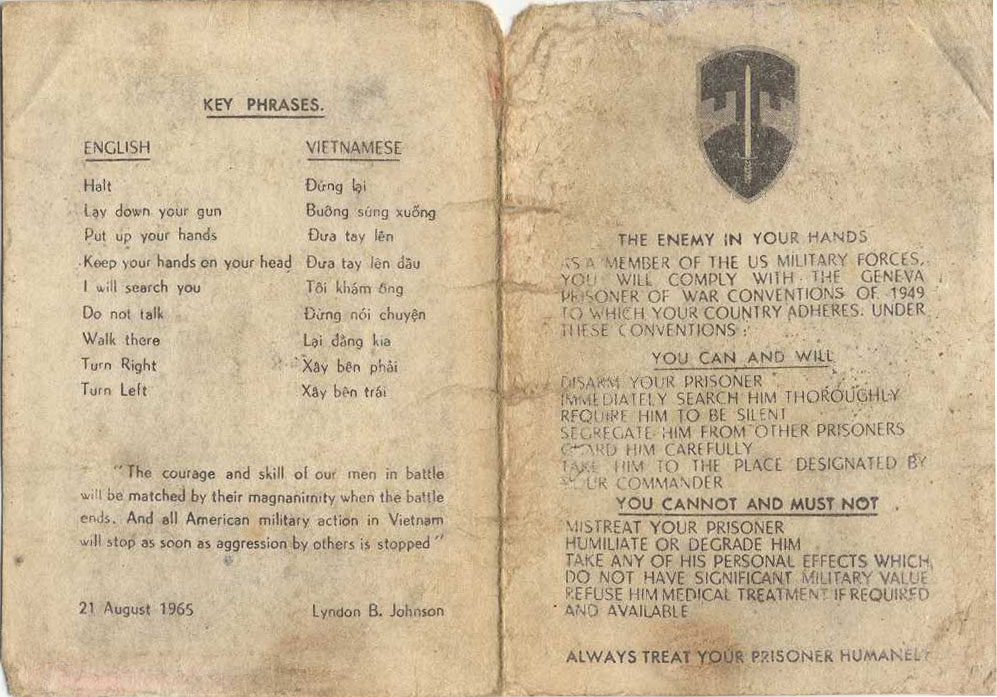 KEY PHRASES.
ENGLISH VIETNAMESE
Halt Đứng lại
Lay down your gun Buông súng xuống
Put up your hands Đưa tay lên
Keep your hands on your head Đưa tay lên đầu
I will search you Tôi khám ông
Do not talk Đừng nói chuyện
Walk there Lại đằng kia
Turn Right Xây bên phải
Turn Left Xây bên trái
"The courage and skill of our men in battle
will be matched by their magnanimity when the battle
ends. And all American military action in Vietnam
will stop as soon as aggression by others is stopped"
21 August 1965 Lyndon B. Johnson
THE ENEMY IN YOUR HANDS
AS A MEMBER OF THE US MILITARY FORCES,
YOU WILL COMPLY WITH THE GENEVA
PRISONER OF WAR CONVENTIONS OF 1949
TO WHICH YOUR COUNTRY ADHERES. UNDER
THESE CONVENTIONS:
YOU CAN AND WILL
DISARM YOUR PRISONER
IMMEDIATELY SEARCH HIM THOROUGHLY
REQUIRE HIM TO BE SILENT
SEGREGATE HIM FROM OTHER PRISONERS
GUARD HIM CAREFULLY
TAKE HIM TO THE PLACE DESIGNATED BY
YOUR COMMANDER
YOU CANNOT AND MUST NOT
MISTREAT YOUR PRISONER
HUMILIATE OR DEGRADE HIM
TAKE ANY OF HIS PERSONAL EFFECTS WHICH
DO NOT HAVE SIGNIFICANT MILITARY VALUE
REFUSE HIM MEDICAL TREATMENT IF REQUIRED
AND AVAILABLE
ALWAYS TREAT YOUR PRISONER HUMANELY